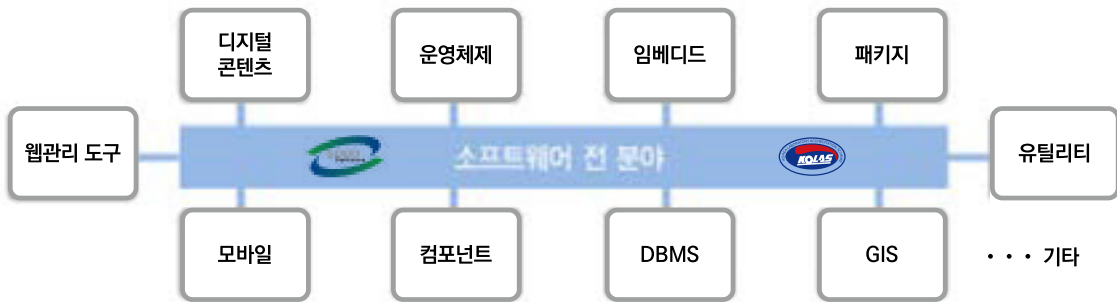 디지털
콘텐츠
운영체제
임베디드
패키지
웹관리 도구
소프트웨어 전 분야
KOLAS
유틸리티
모바일
컴포넌트
DBMS
GIS
· · · 기타